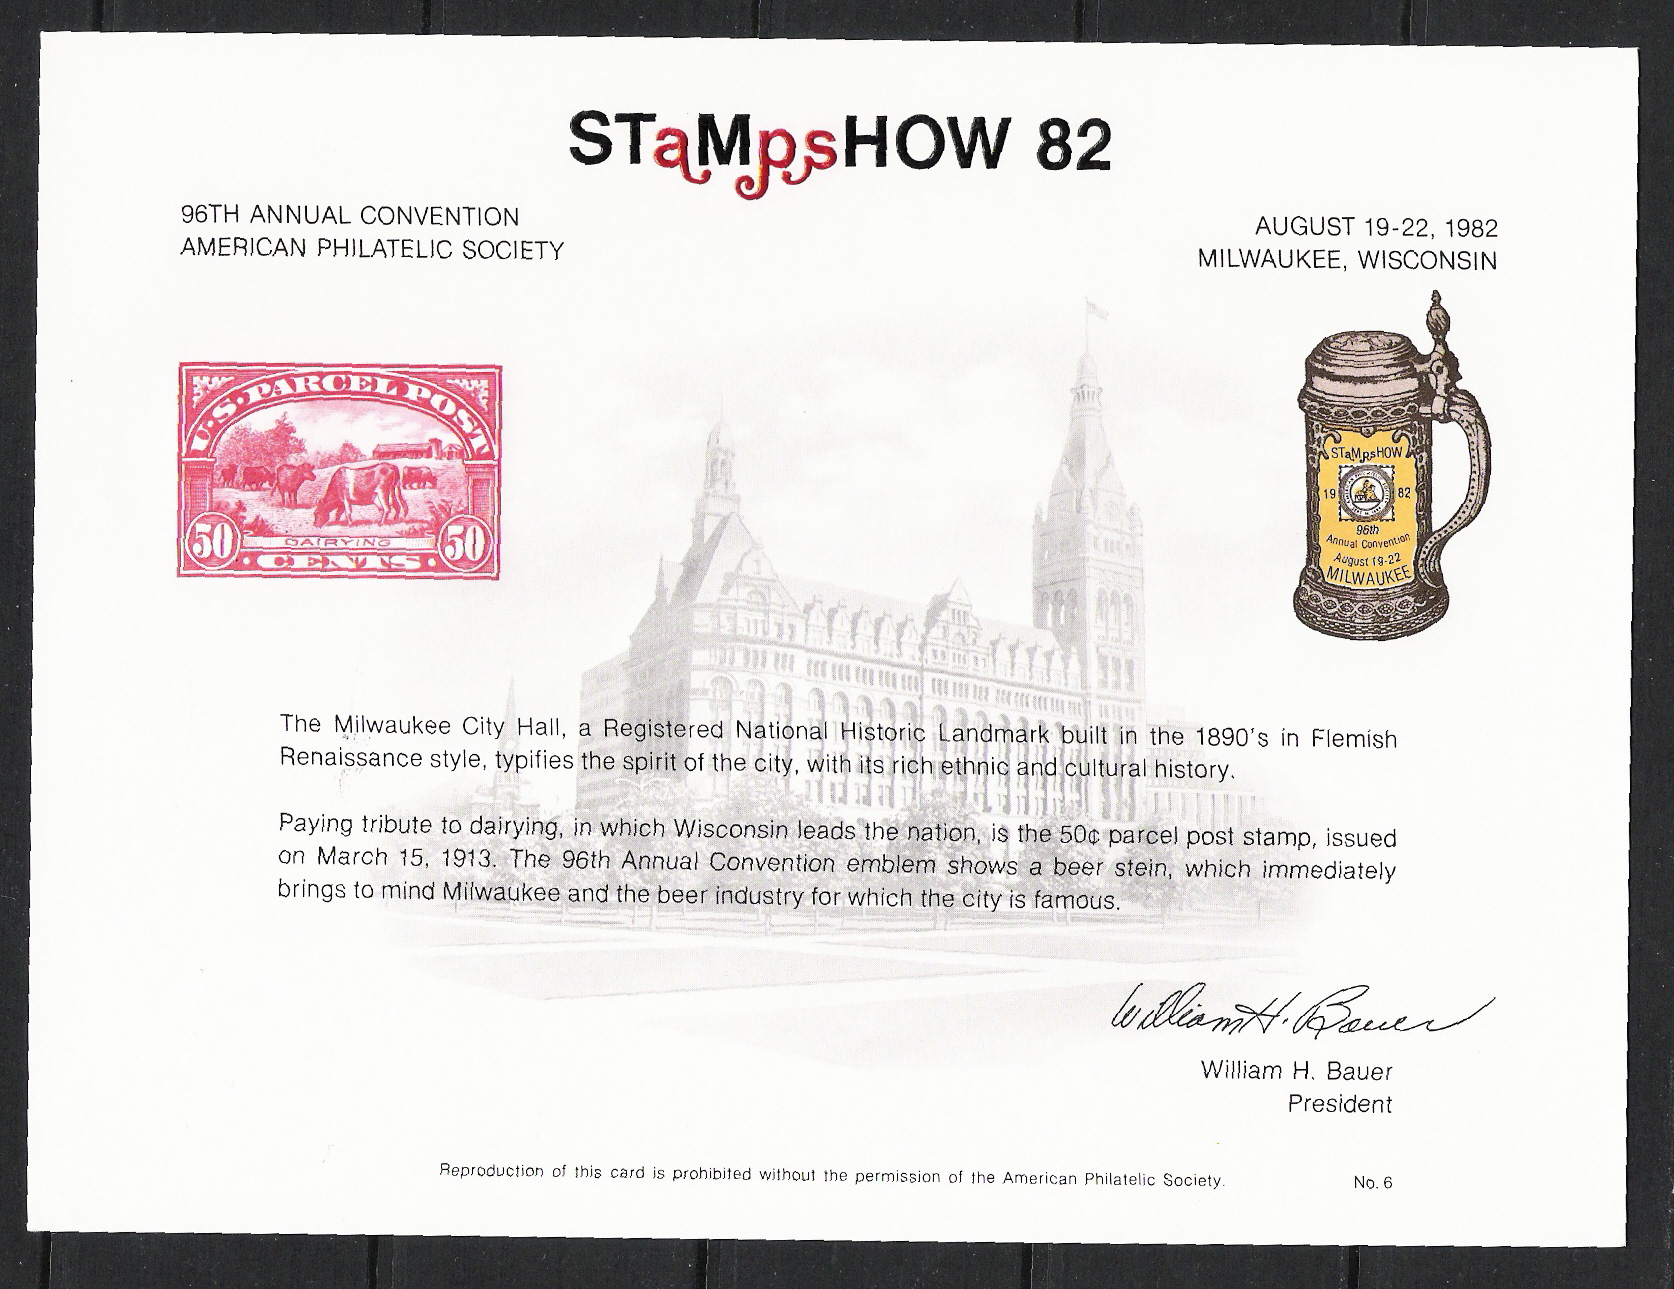 STaMpsHOW 82
96TH ANNUAL CONVENTION
AMERICAN PHILATELIC SOCIETY
AUGUST 19-22, 1982
MILWAUKEE, WISCONSIN
U.S. PARCEL POST
50 50
DAIRYING
CENTS
STaMpsHOW
19 82
96th
Annual Convention
August 19-22
MILWAUKEE
The Milwaukee City Hall, a Registered National Historic Landmark built in the 1890's in Flemish
Renaissance style, typifies the spirit of the city, with its rich ethnic and cultural history.
Paying tribute to dairying, in which Wisconsin leads the nation, is the 50¢ parcel post stamp, issued
on March 15, 1913. The 96th Annual Convention emblem shows a beer stein, which immediately
brings to mind Milwaukee and the beer industry for which the city is famous.
William H. Bauer
William H. Bauer
President
Reproduction of this card is prohibited without the permission of the American Philatelic Society.
No. 6